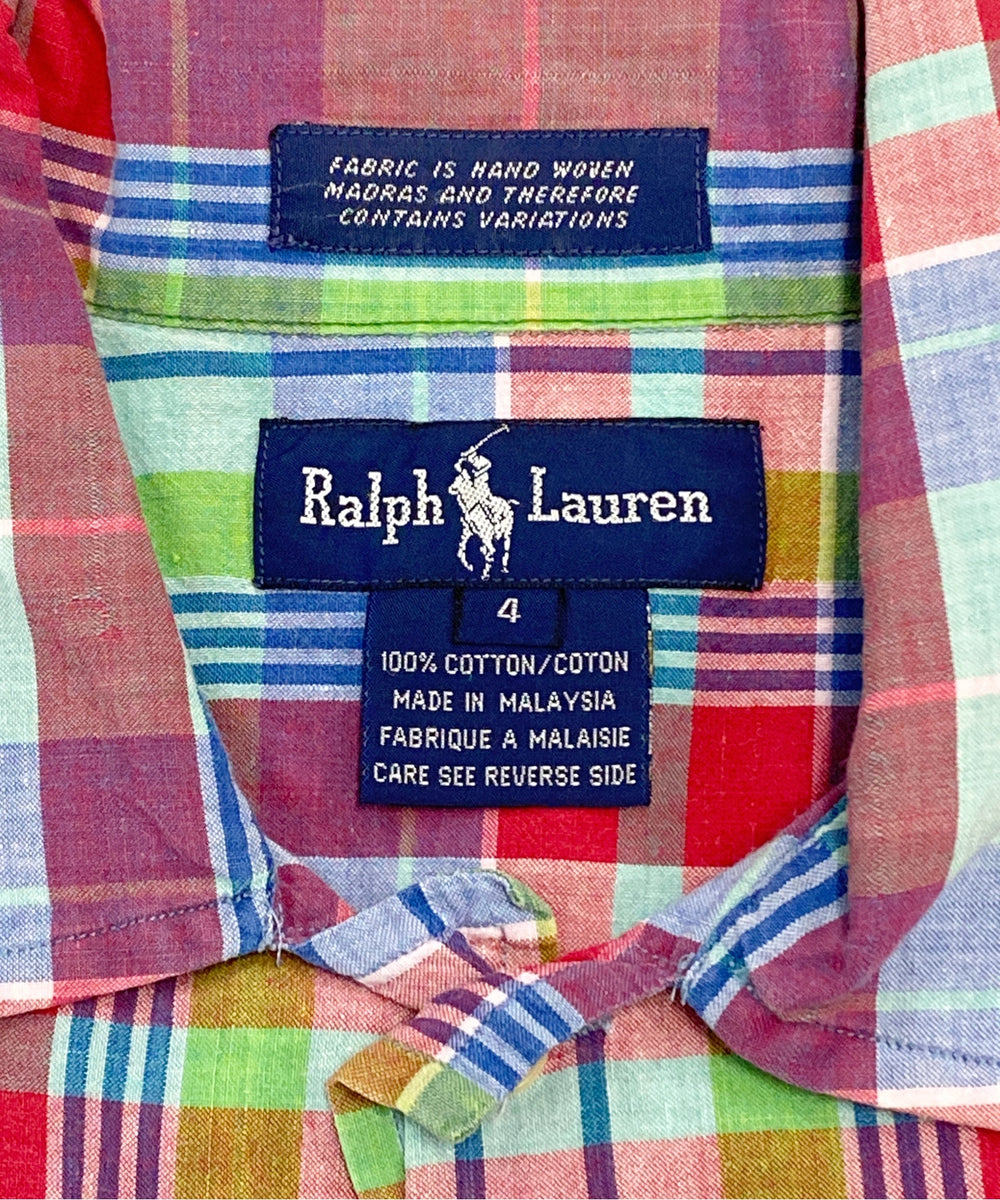 FABRIC IS HAND WOVEN
MADRAS AND THEREFORE
CONTAINS VARIATIONS
Ralph Lauren
4
100% COTTON/COTON
MADE IN MALAYSIA
FABRIQUE A MALAISIE
CARE SEE REVERSE SIDE